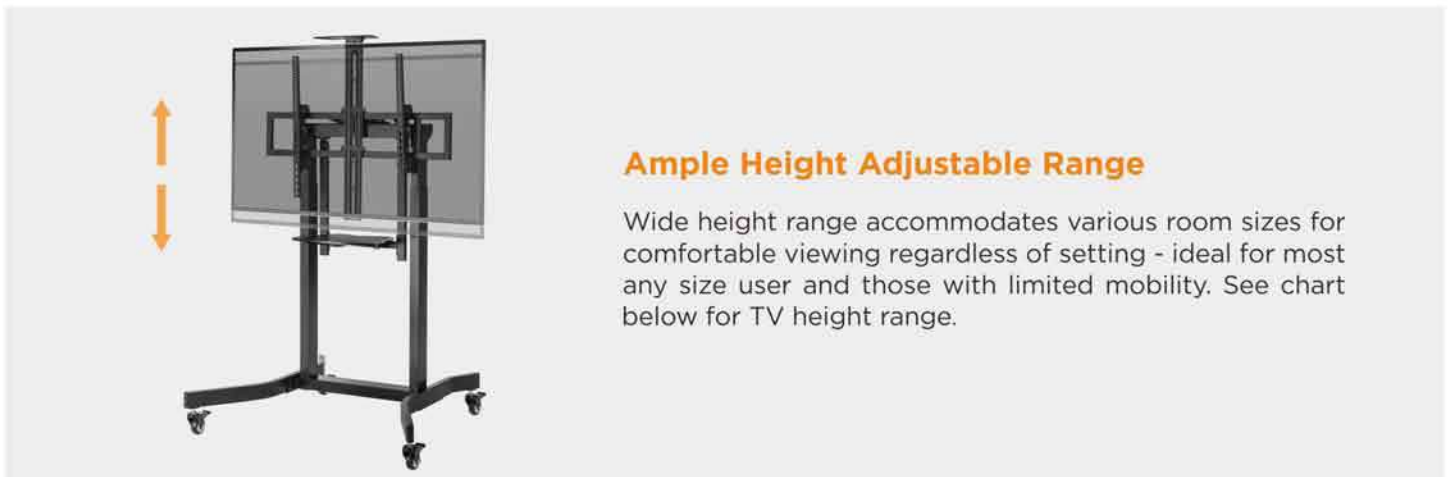 Ample Height Adjustable Range
Wide height range accommodates various room sizes for
comfortable viewing regardless of setting - ideal for most
any size user and those with limited mobility. See chart
below for TV height range.